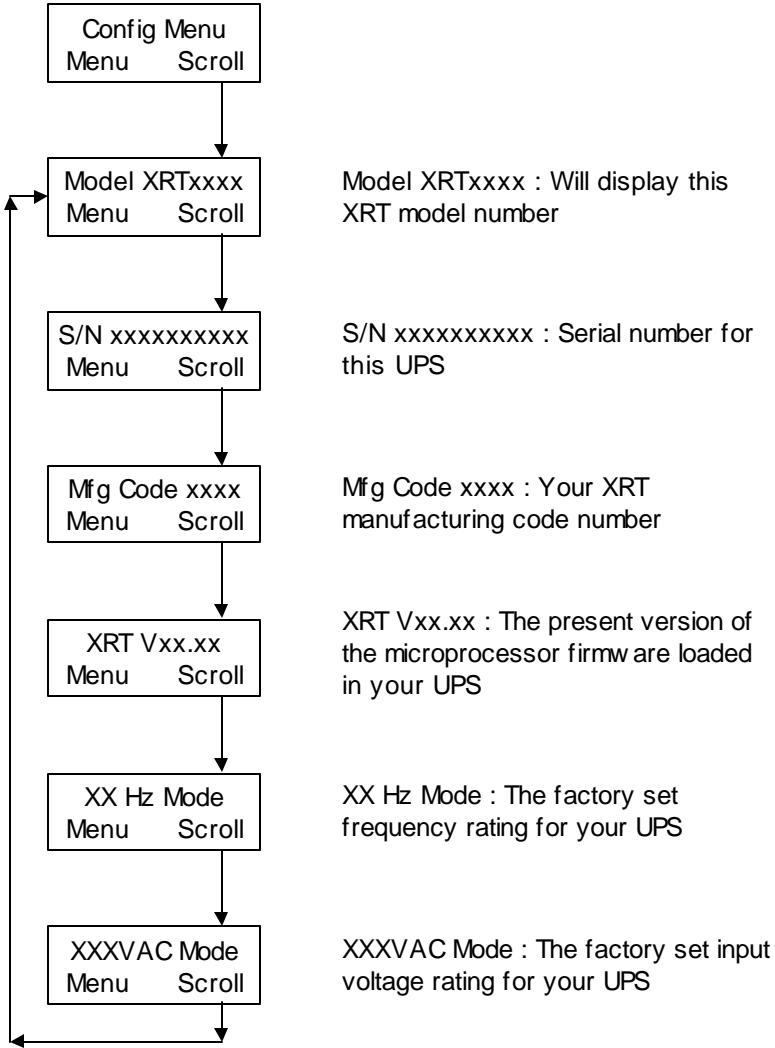 Config Menu
Menu Scroll
Model XRTxxxx
Menu Scroll
Model XRTxxxx : Will display this
XRT model number
S/N xxxxxxxxxx
Menu Scroll
S/N xxxxxxxxxx : Serial number for
this UPS
Mfg Code xxxx
Menu Scroll
Mfg Code xxxx : Your XRT
manufacturing code number
XRT Vxx.xx
Menu Scroll
XRT Vxx.xx : The present version of
the microprocessor firmware loaded
in your UPS
XX Hz Mode
Menu Scroll
XX Hz Mode : The factory set
frequency rating for your UPS
XXXVAC Mode
Menu Scroll
XXXVAC Mode : The factory set input
voltage rating for your UPS